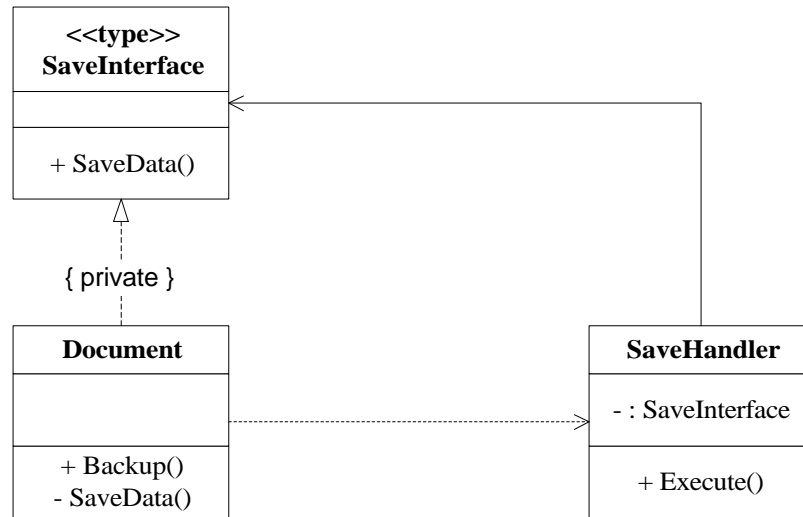 <<type>>
SaveInterface
+ SaveData()
{ private }
Document
+ Backup()
- SaveData()
SaveHandler
- : SaveInterface
+ Execute()